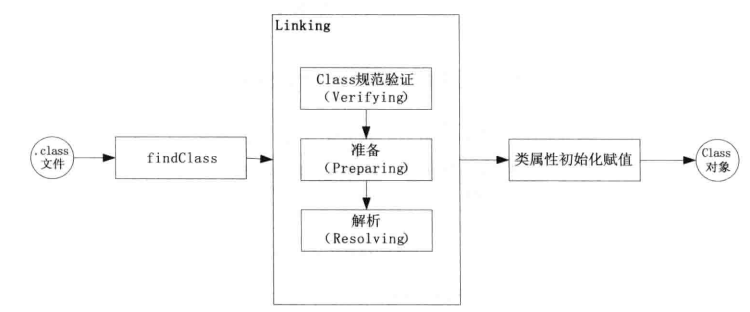 Linking
Class规范验证
(Verifying)
准备
(Preparing)
解析
(Resolving)
.class
文件
findClass
类属性初始化赋值
Class
对象